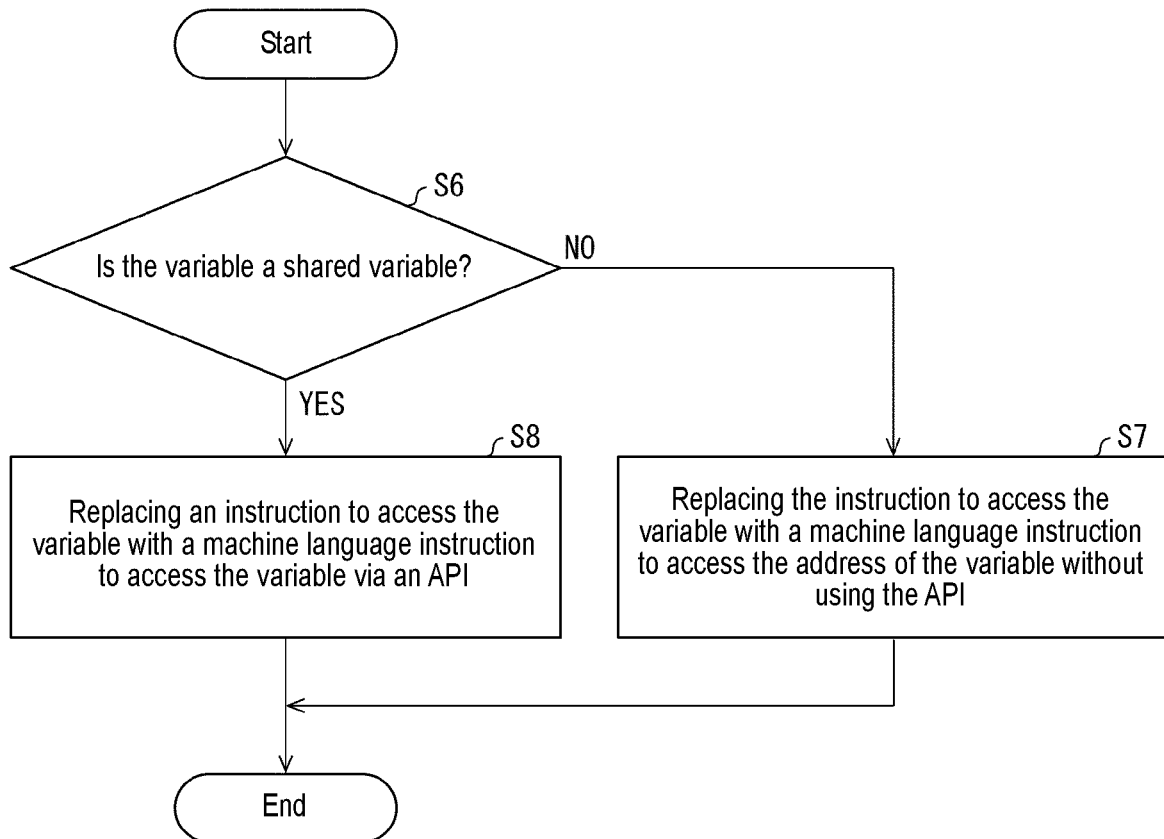 Start
S6
Is the variable a shared variable?
NO
YES
S8
Replacing an instruction to access the
variable with a machine language instruction
to access the variable via an API
S7
Replacing the instruction to access the
variable with a machine language instruction
to access the address of the variable without
using the API
End